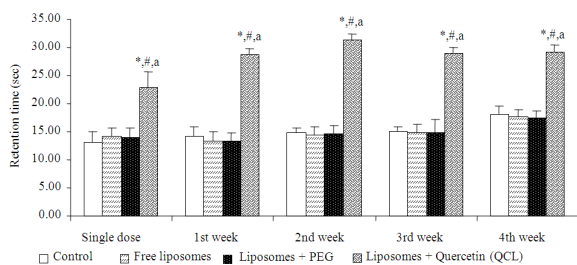 35.00
30.00
25.00
20.00
15.00
10.00
5.00
0.00
Retention time (sec)
*,#,a
*,#,a
*,#,a
*,#,a
*,#,a
Single dose 1st week 2nd week 3rd week 4th week
Control Free liposomes Liposomes + PEG Liposomes + Quercetin (QCL)